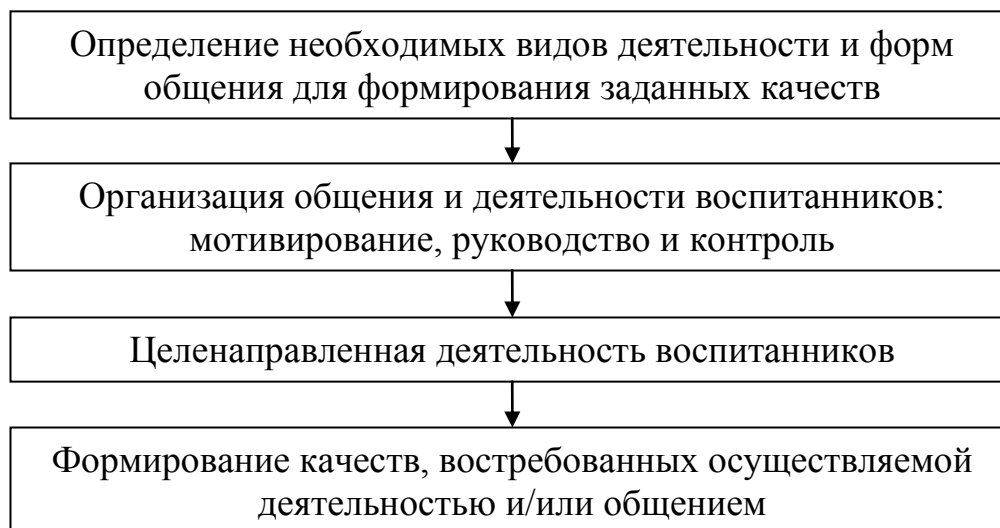 Определение необходимых видов деятельности и форм
общения для формирования заданных качеств
Организация общения и деятельности воспитанников:
мотивирование, руководство и контроль
Целенаправленная деятельность воспитанников
Формирование качеств, востребованных осуществляемой
деятельностью и/или общением